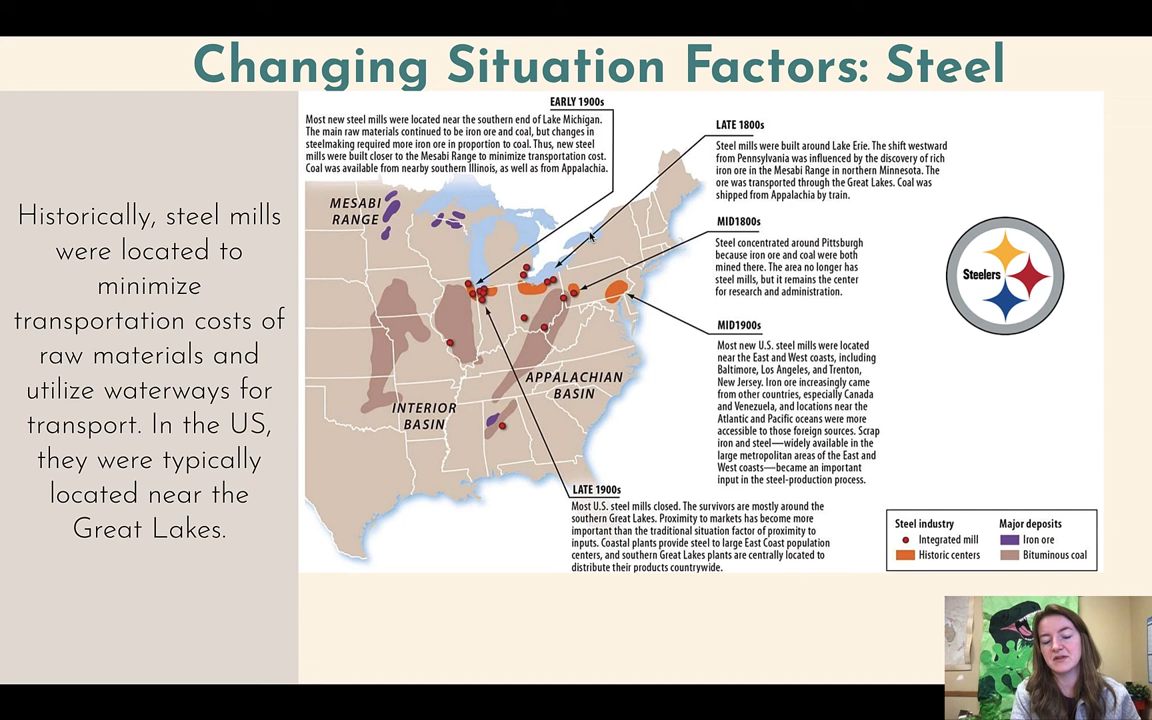 Changing Situation Factors: Steel
Historically, steel mills
were located to
minimize
transportation costs of
raw materials and
utilize waterways for
transport. In the US,
they were typically
located near the
Great Lakes.
EARLY 1900s
Most new steel mills were located near the southern end of Lake Michigan.
The main raw materials continued to be iron ore and coal, but changes in
steelmaking required more iron ore in proportion to coal. Thus, new steel
mills were built closer to the Mesabi Range to minimize transportation cost.
Coal was available from nearby southern Illinois, as well as from Appalachia.
LATE 1800s
Steel mills were built around Lake Erie. The shift westward
from Pennsylvania was influenced by the discovery of rich
iron ore in the Mesabi Range in northern Minnesota. The
ore was transported through the Great Lakes. Coal was
shipped from Appalachia by train.
MID1800s
Steel concentrated around Pittsburgh
because iron ore and coal were both
mined there. The area no longer has
steel mills, but it remains the center
for research and administration.
MID1900s
Most new U.S. steel mills were located
near the East and West coasts, including
Baltimore, Los Angeles, and Trenton,
New Jersey. Iron ore increasingly came
from other countries, especially Canada
and Venezuela, and locations near the
Atlantic and Pacific oceans were more
accessible to those foreign sources. Scrap
iron and steel—widely available in the
large metropolitan areas of the East and
West coasts—became an important
input in the steel-production process.
LATE 1900s
Most U.S. steel mills closed. The survivors are mostly around the
southern Great Lakes. Proximity to markets has become more
important than the traditional situation factor of proximity to
inputs. Coastal plants provide steel to large East Coast population
centers, and southern Great Lakes plants are centrally located to
distribute their products countrywide.
MESABI
RANGE
APPALACHIAN
BASIN
INTERIOR
BASIN
Steelers
Steel industry
Integrated mill
Historic centers
Major deposits
Iron ore
Bituminous coal